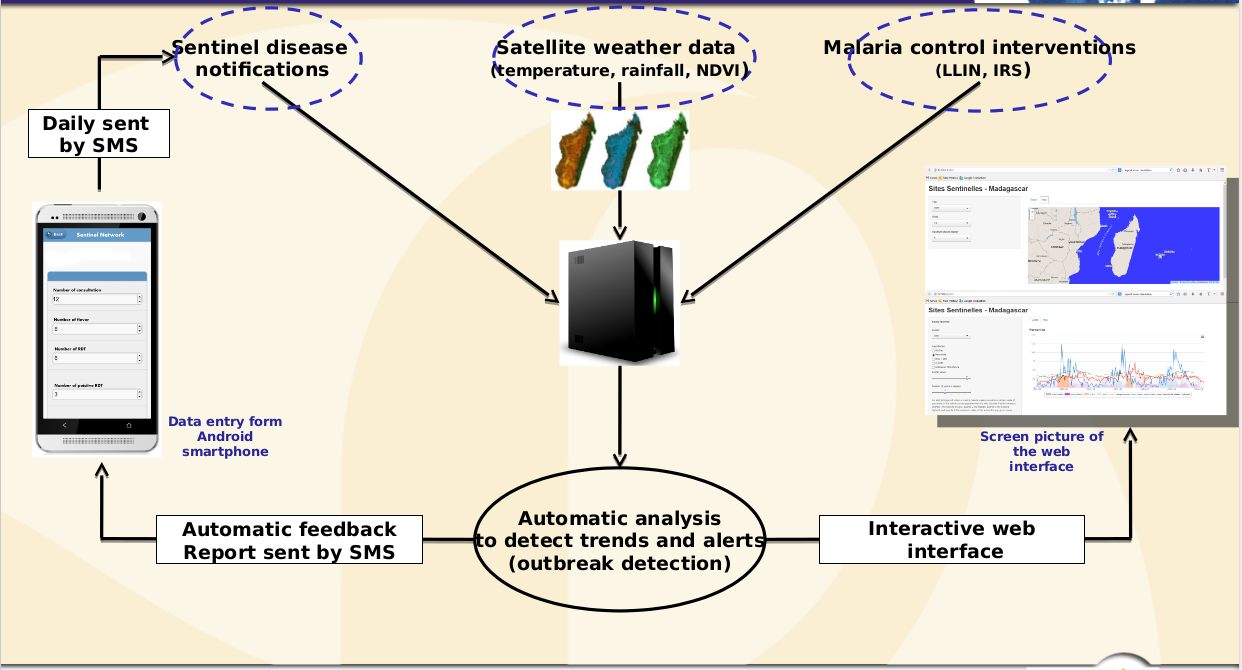 Sentinel disease
notifications
Satellite weather data
(temperature, rainfall, NDVI)
Malaria control interventions
(LLIN, IRS)
Daily sent
by SMS
Back
Sentinel Network
Number of consultation
12
Number of fever
Number of RDT
Number of positive RDT
3
Data entry form
Android
smartphone
Sites Sentinelles - Madagascar
Sites Sentinelles - Madagascar
Screen picture of
the web
interface
Automatic feedback
Report sent by SMS
Automatic analysis
to detect trends and alerts
(outbreak detection)
Interactive web
interface